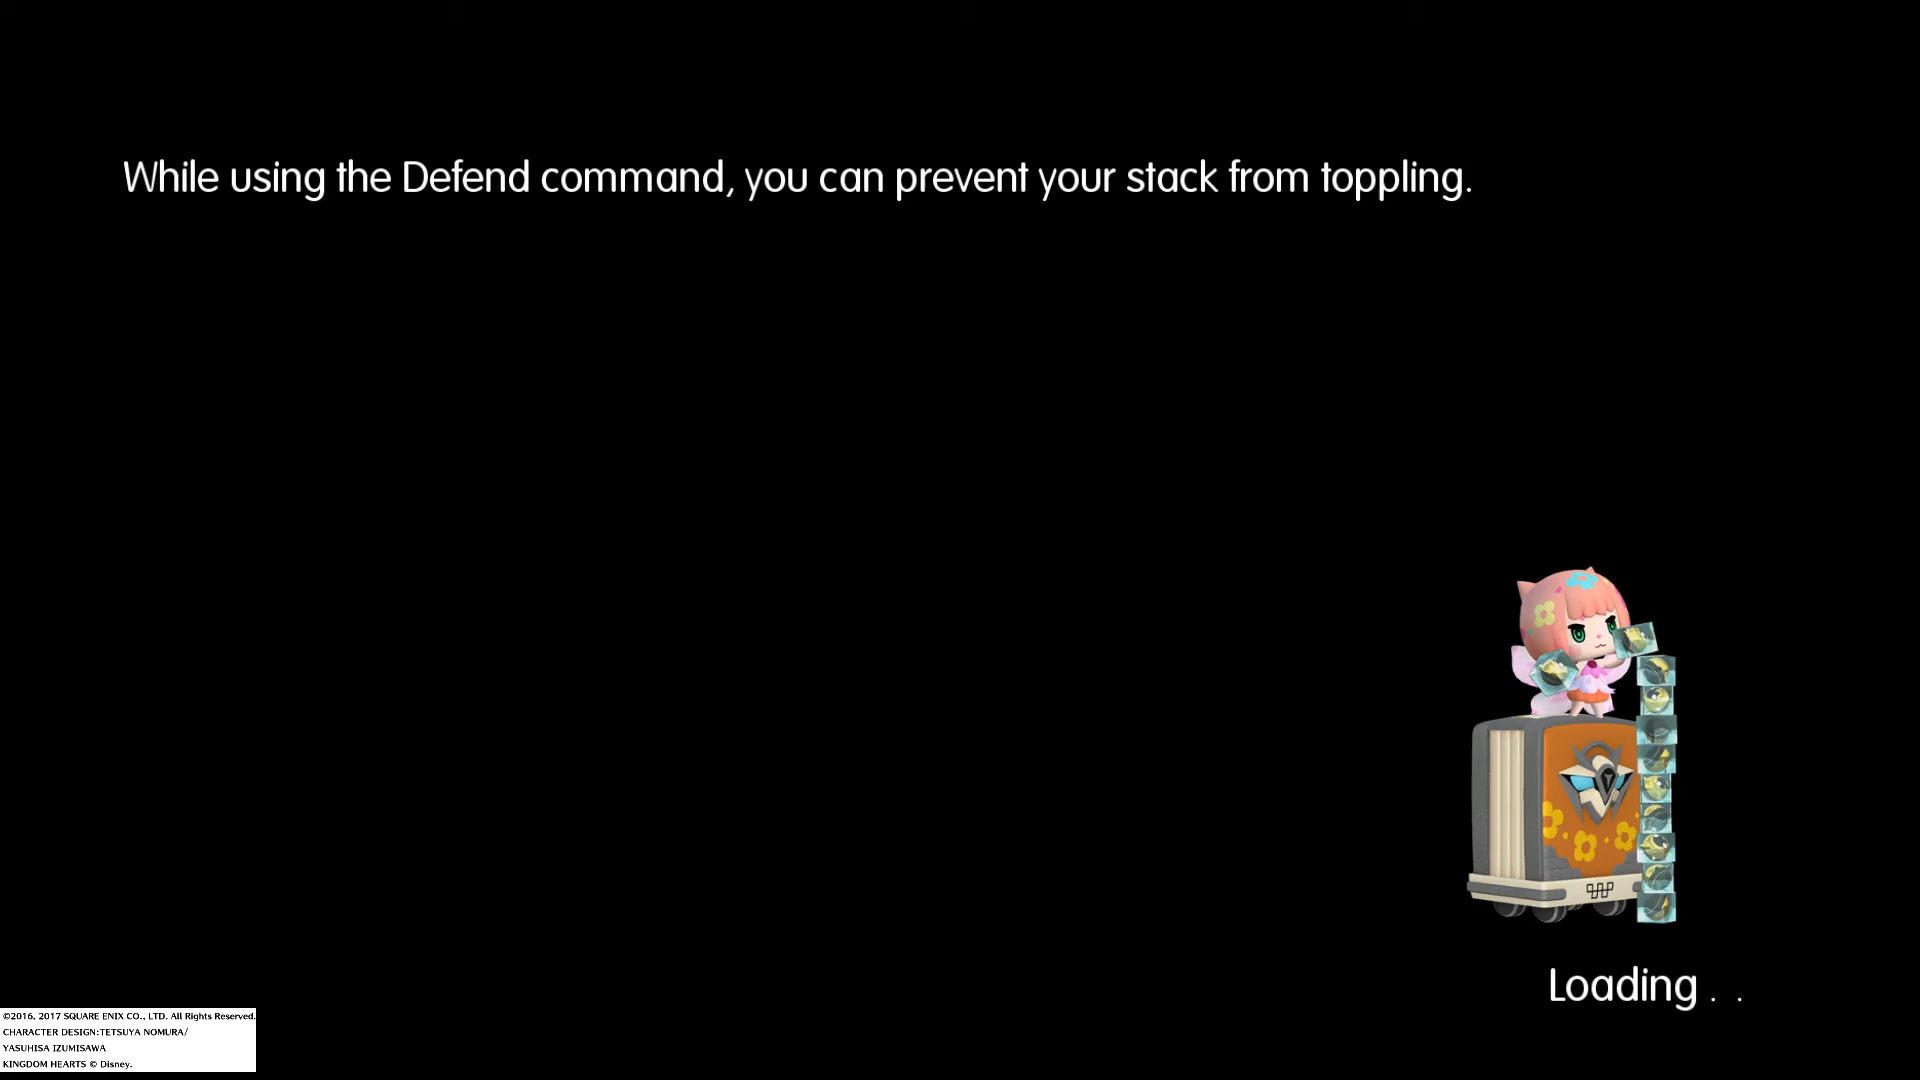 While using the Defend command, you can prevent your stack from toppling.
Loading . .
©2016, 2017 SQUARE ENIX CO., LTD. All Rights Reserved.
CHARACTER DESIGN:TETSUYA NOMURA/
YASUHISA IZUMISAWA
KINGDOM HEARTS © Disney.